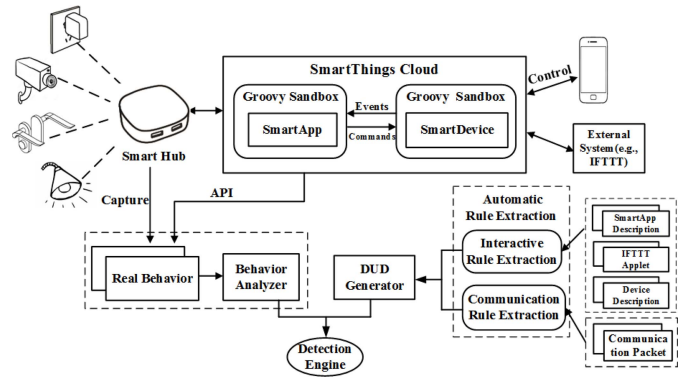 SmartThings Cloud
Groovy Sandbox
SmartApp
Events
Commands
Groovy Sandbox
SmartDevice
Control
External
System(e.g.,
IFTTT)
Smart Hub
Capture
API
Real Behavior
Behavior
Analyzer
DUD
Generator
Detection
Engine
Automatic
Rule Extraction
Interactive
Rule Extraction
Communication
Rule Extraction
SmartApp
Description
IFTTT
Applet
Device
Description
Communica
tion Packet